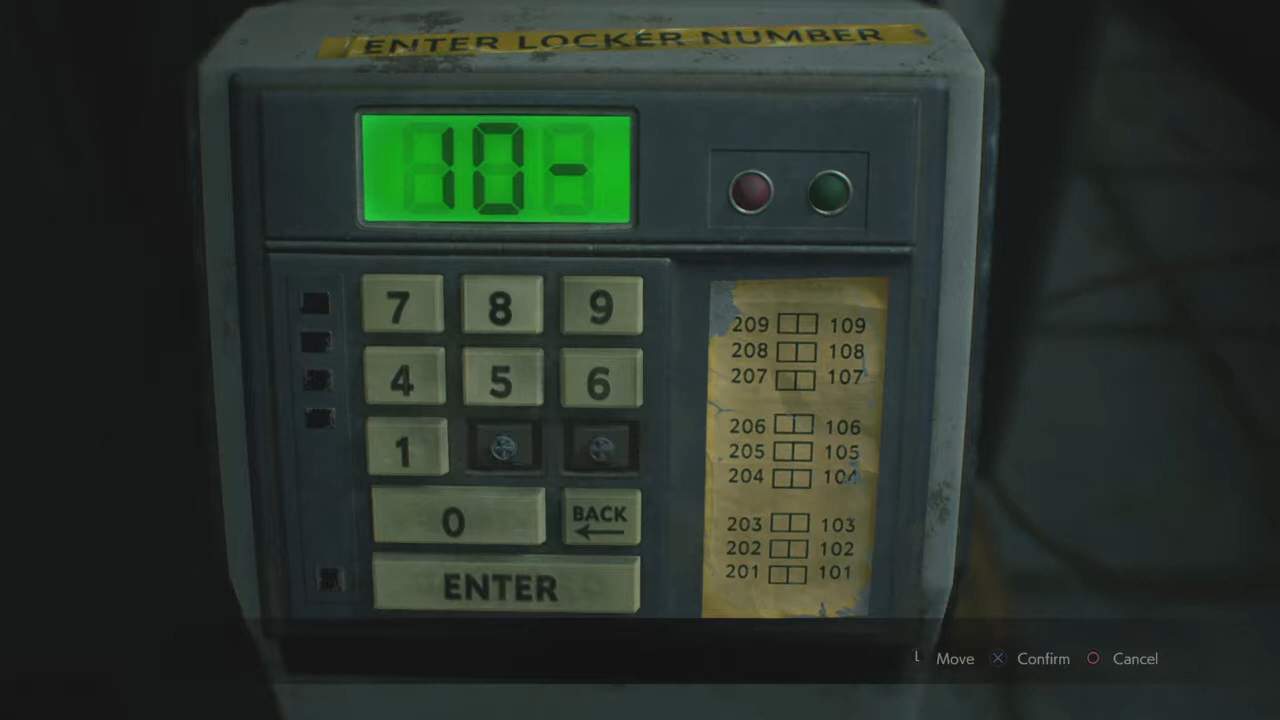 ENTER LOCKER NUMBER
10-
7 8 9
4 5 6
1
0 BACK
ENTER
209 109
208 108
207 107
206 106
205 105
204 104
203 103
202 102
201 101
L Move Confirm Cancel